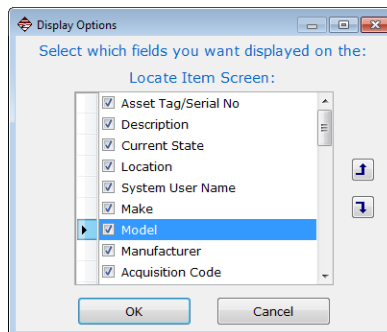 Display Options
Select which fields you want displayed on the:
Locate Item Screen:
Asset Tag/Serial No
Description
Current State
Location
System User Name
Make
Model
Manufacturer
Acquisition Code
OK
Cancel